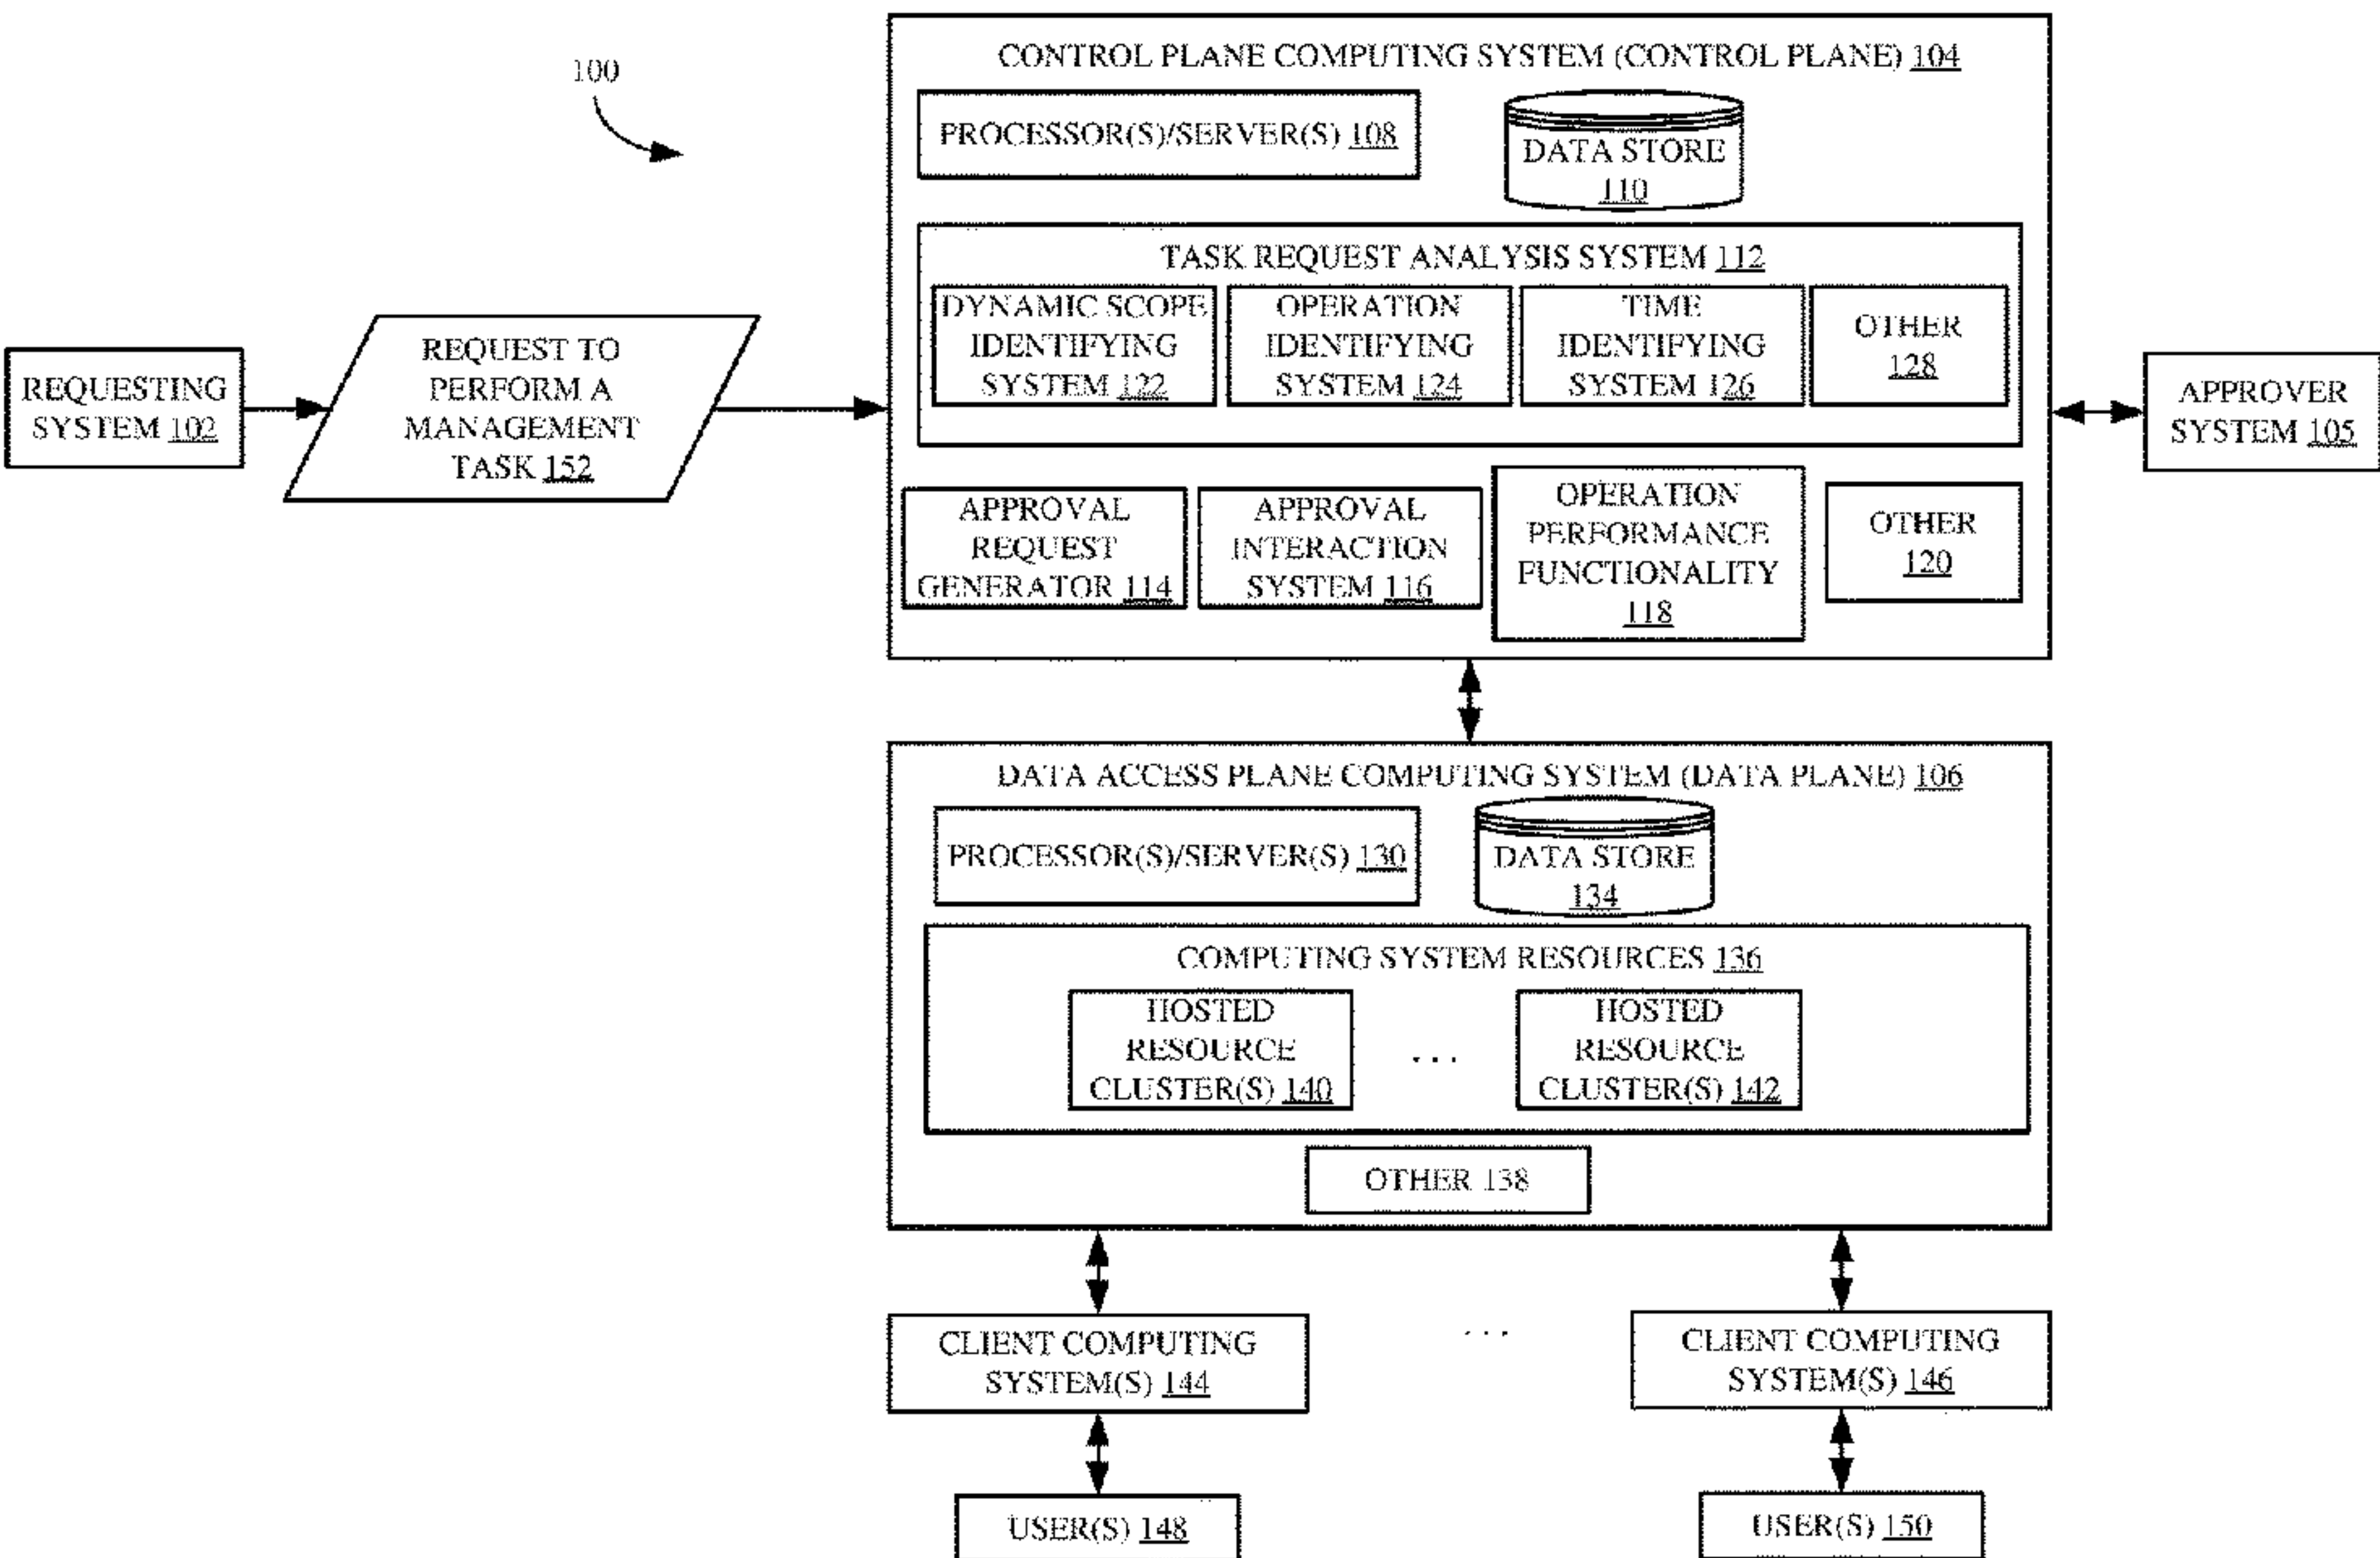 100
CONTROL PLANE COMPUTING SYSTEM (CONTROL PLANE) 104
PROCESSOR(S)/SERVER(S) 108
DATA STORE
110
TASK REQUEST ANALYSIS SYSTEM 112
DYNAMIC SCOPE
IDENTIFYING
SYSTEM 122
OPERATION
IDENTIFYING
SYSTEM 124
TIME
IDENTIFYING
SYSTEM 126
OTHER
128
REQUESTING
SYSTEM 102
REQUEST TO
PERFORM A
MANAGEMENT
TASK 152
APPROVER
SYSTEM 105
APPROVAL
REQUEST
GENERATOR 114
APPROVAL
INTERACTION
SYSTEM 116
OPERATION
PERFORMANCE
FUNCTIONALITY
118
OTHER
120
DATA ACCESS PLANE COMPUTING SYSTEM (DATA PLANE) 106
PROCESSOR(S)/SERVER(S) 130
DATA STORE
134
COMPUTING SYSTEM RESOURCES 136
HOSTED
RESOURCE
CLUSTER(S) 140
. . .
HOSTED
RESOURCE
CLUSTER(S) 142
OTHER 138
CLIENT COMPUTING
SYSTEM(S) 144
. . .
CLIENT COMPUTING
SYSTEM(S) 146
USER(S) 148
USER(S) 150